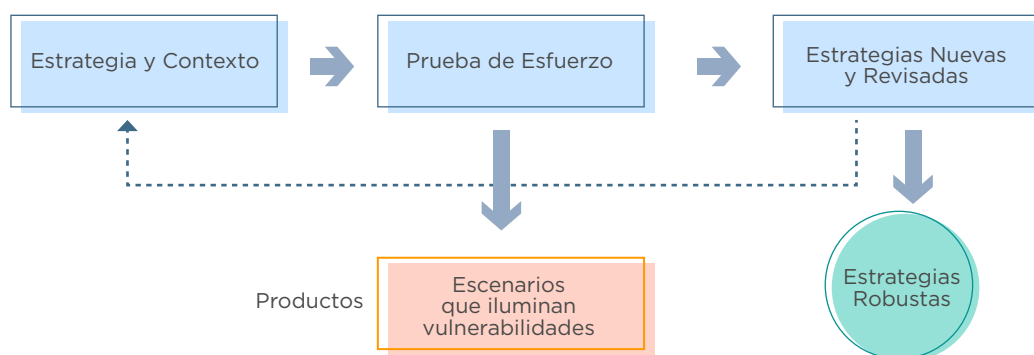 Estrategia y Contexto
Prueba de Esfuerzo
Estrategias Nuevas
y Revisadas
Productos
Escenarios
que iluminan
vulnerabilidades
Estrategias
Robustas